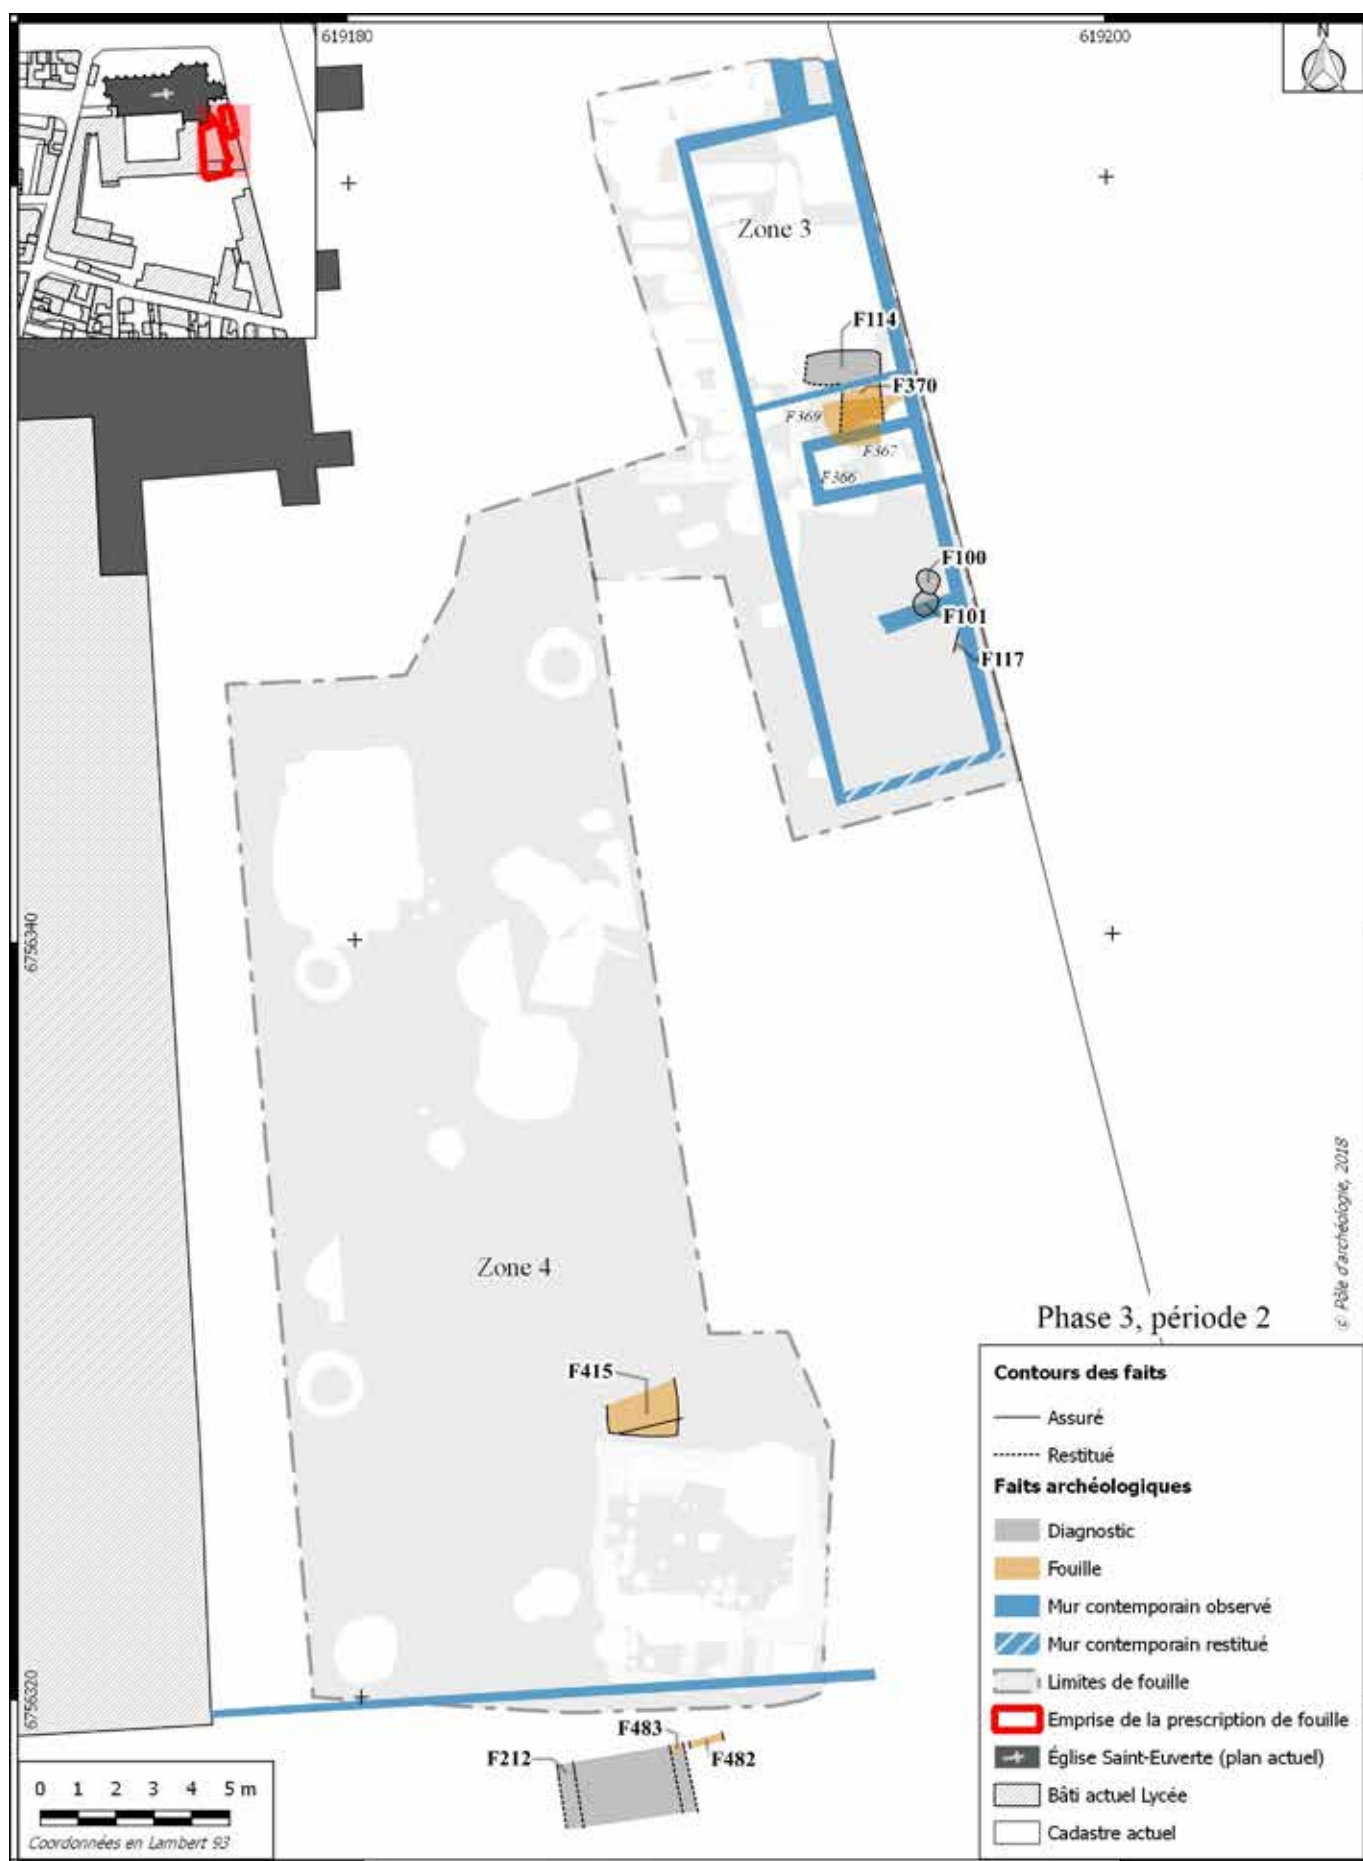 619180
619200
N
Zone 3
F114
F370
F369
F367
F366
F100
F101
F117
6756340
Zone 4
© Pôle d'archéologie, 2018
Phase 3, période 2
F415
Contours des faits
Assuré
Restitué
Faits archéologiques
Diagnostic
Fouille
Mur contemporain observé
Mur contemporain restitué
Limites de fouille
Emprise de la prescription de fouille
Église Saint-Euverte (plan actuel)
Bâti actuel Lycée
Cadastre actuel
6756320
F483
F212
F482
0 1 2 3 4 5 m
Coordonnées en Lambert 93